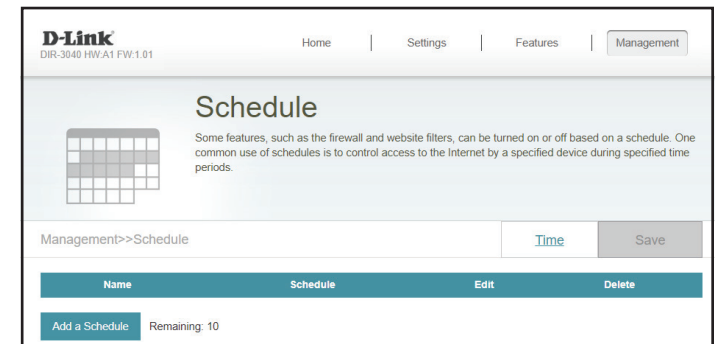 D-Link
DIR-3040 HW:A1 FW:1.01
Home Settings Features Management
Schedule
Some features, such as the firewall and website filters, can be turned on or off based on a schedule. One
common use of schedules is to control access to the Internet by a specified device during specified time
periods.
Management>>Schedule Time Save
Name Schedule Edit Delete
Add a Schedule Remaining: 10